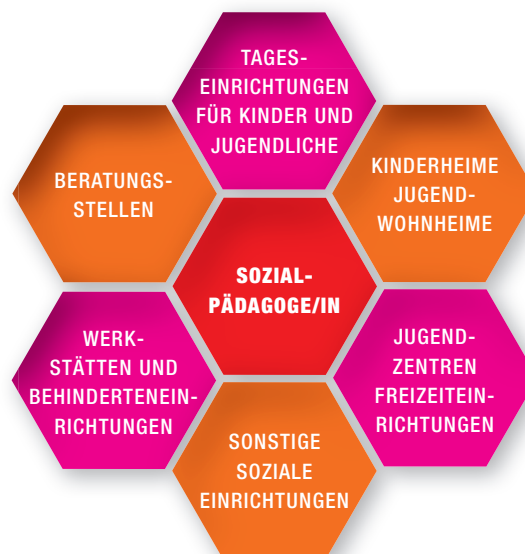 TAGES-
EINRICHTUNGEN
FÜR KINDER UND
JUGENDLICHE
BERATUNGS-
STELLEN
KINDERHEIME
JUGEND-
WOHNHEIME
SOZIAL-
PÄDAGOGE/IN
WERK-
STÄTTEN UND
BEHINDERTENEIN-
RICHTUNGEN
JUGEND-
ZENTREN
FREIZEITEIN-
RICHTUNGEN
SONSTIGE
SOZIALE
EINRICHTUNGEN